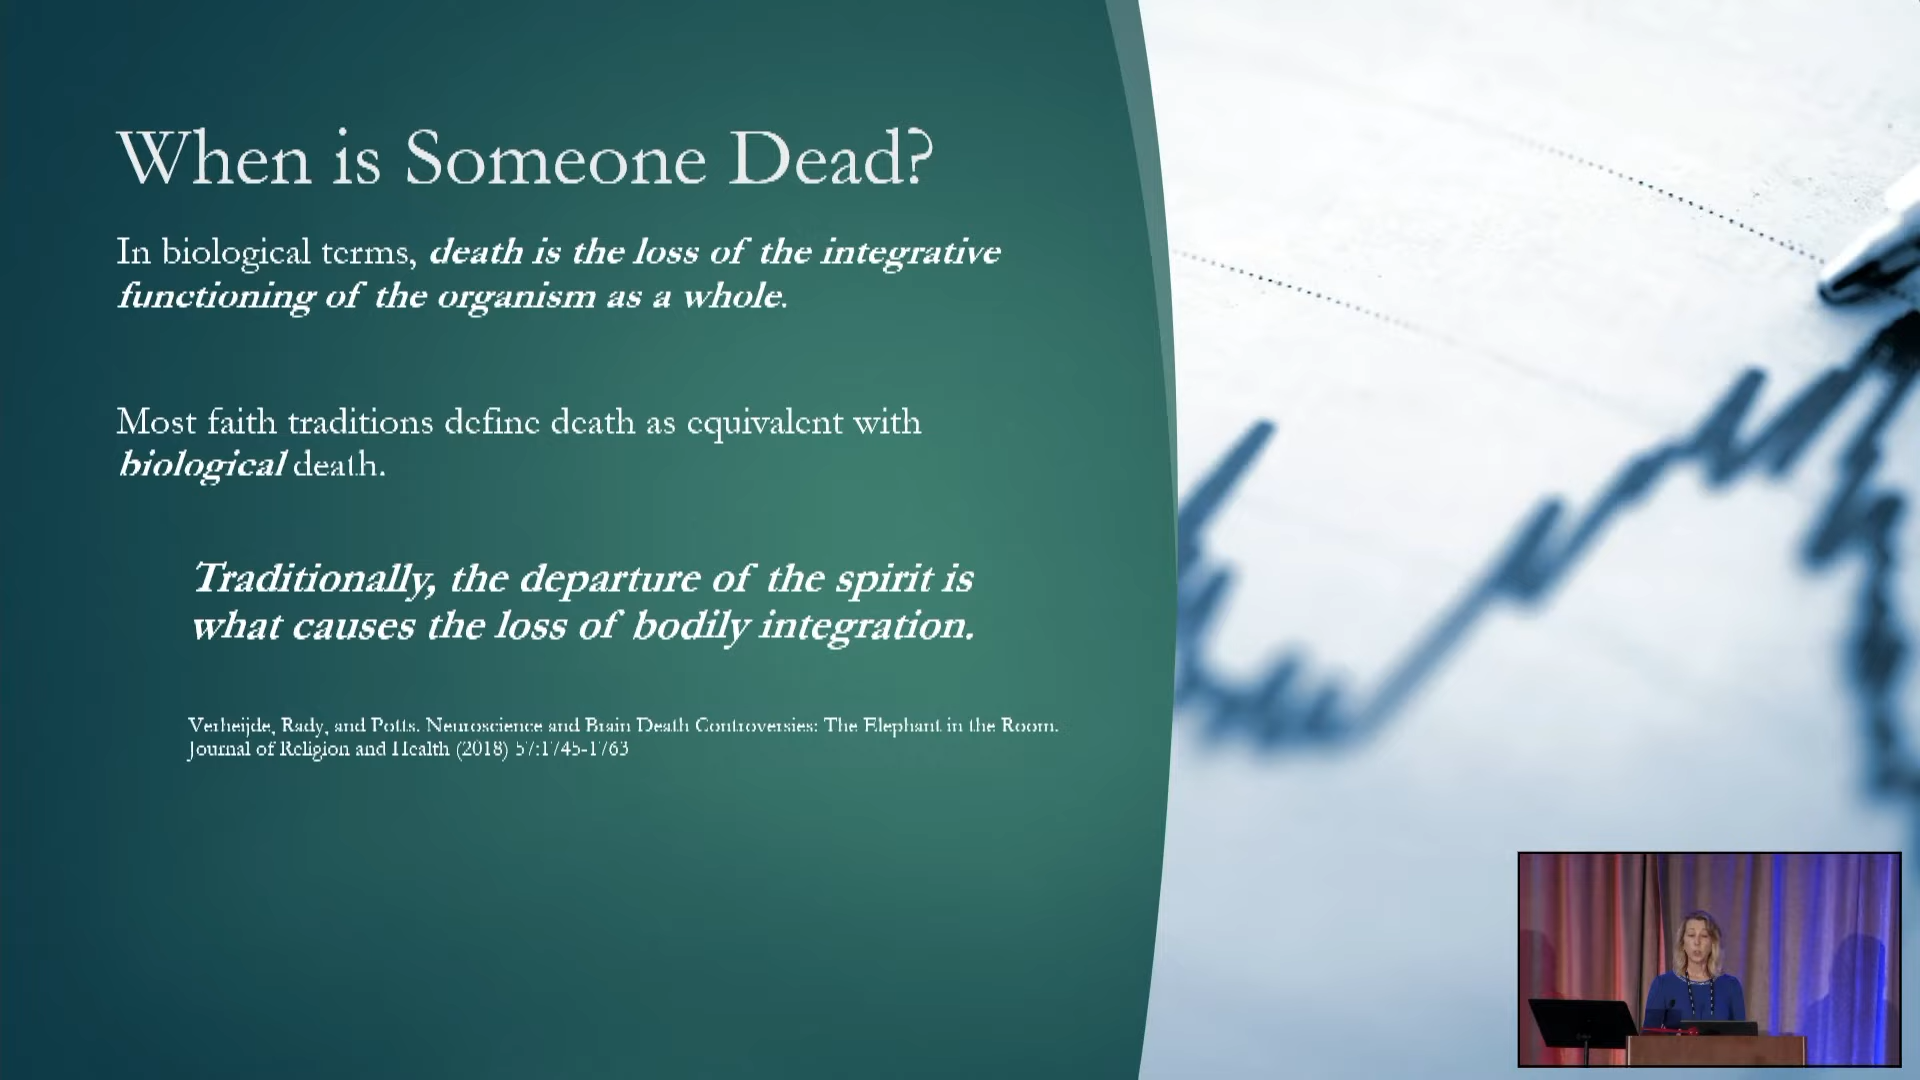 When is Someone Dead?
In biological terms, death is the loss of the integrative
functioning of the organism as a whole.
Most faith traditions define death as equivalent with
biological death.
Traditionally, the departure of the spirit is
what causes the loss of bodily integration.
Verheijde, Rady, and Potts. Neuroscience and Brain Death Controversies: The Elephant in the Room.
Journal of Religion and Health (2018) 57:1745-1763